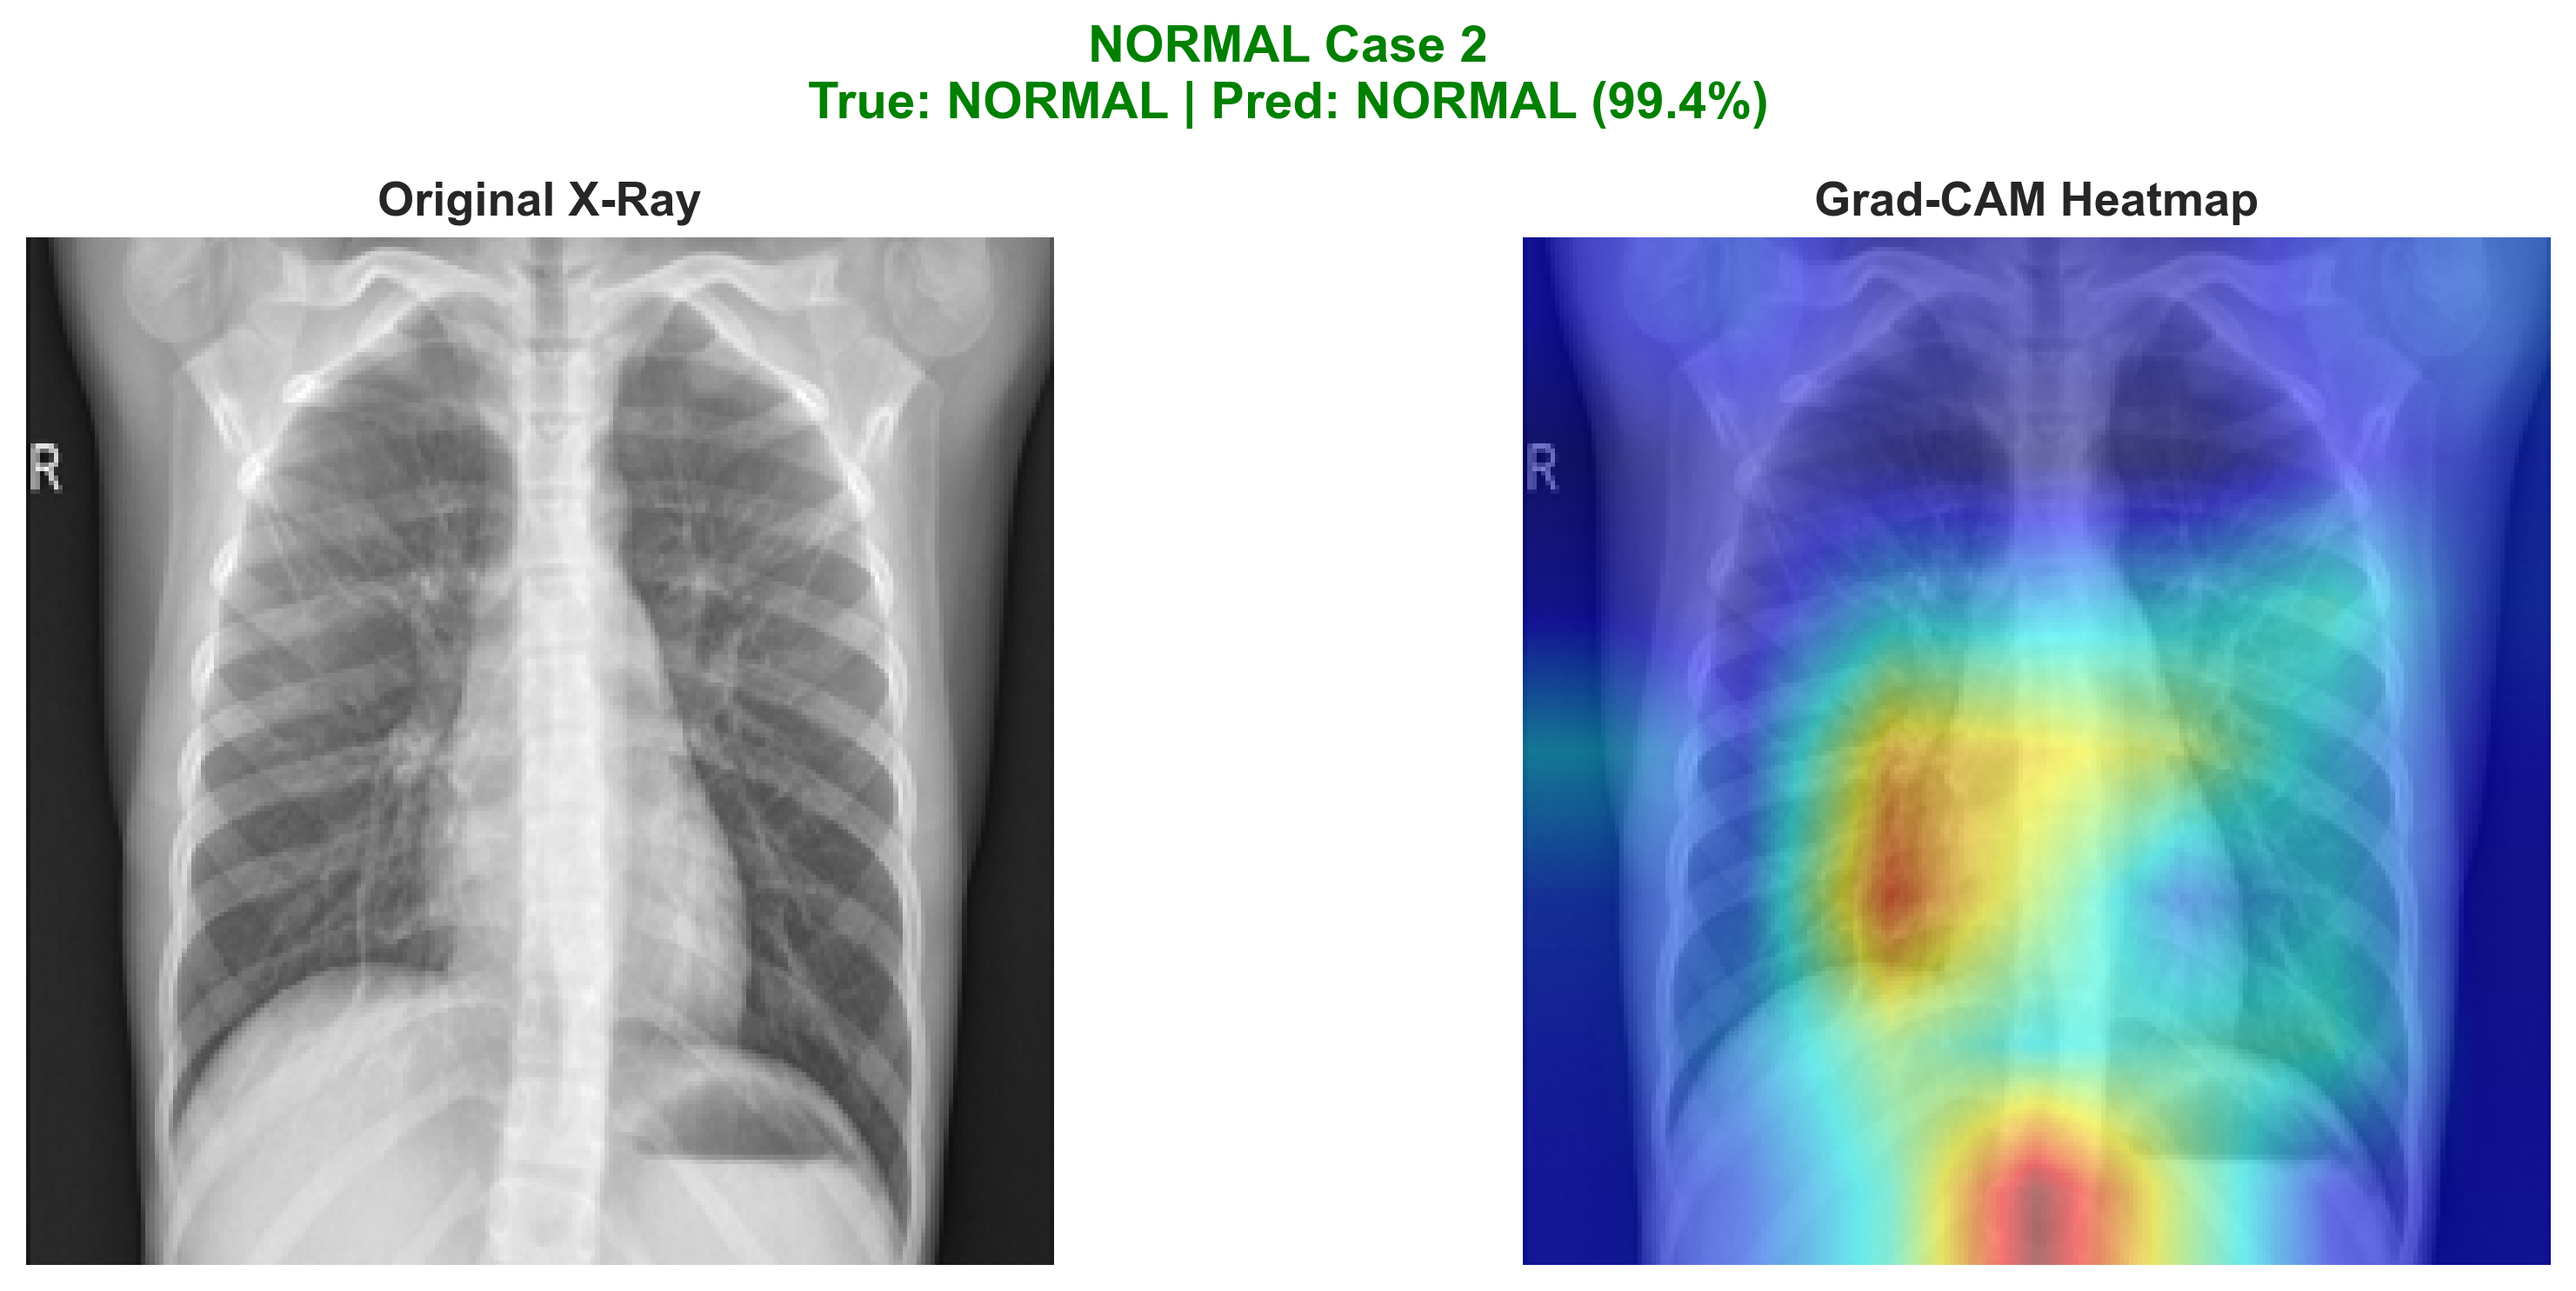 NORMAL Case 2
True: NORMAL | Pred: NORMAL (99.4%)
Original X-Ray
Grad-CAM Heatmap
R
R